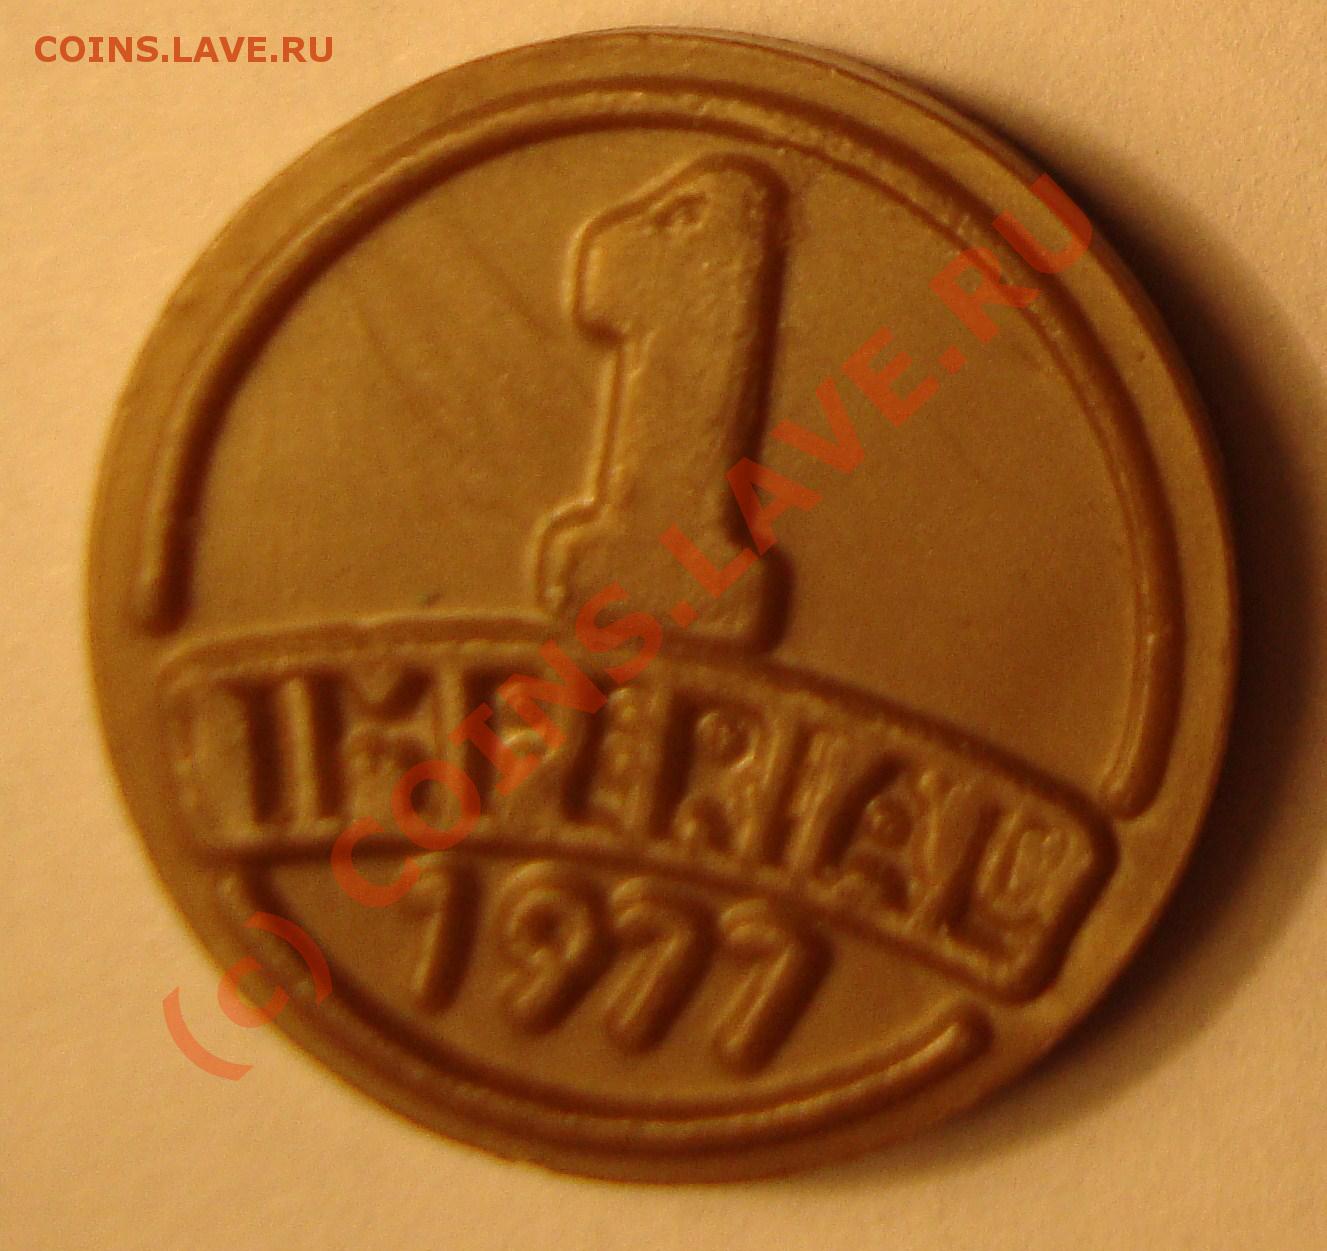 COINS.LAVE.RU
1
IMPERIAL
1977
(c) COINS.LAVE.RU